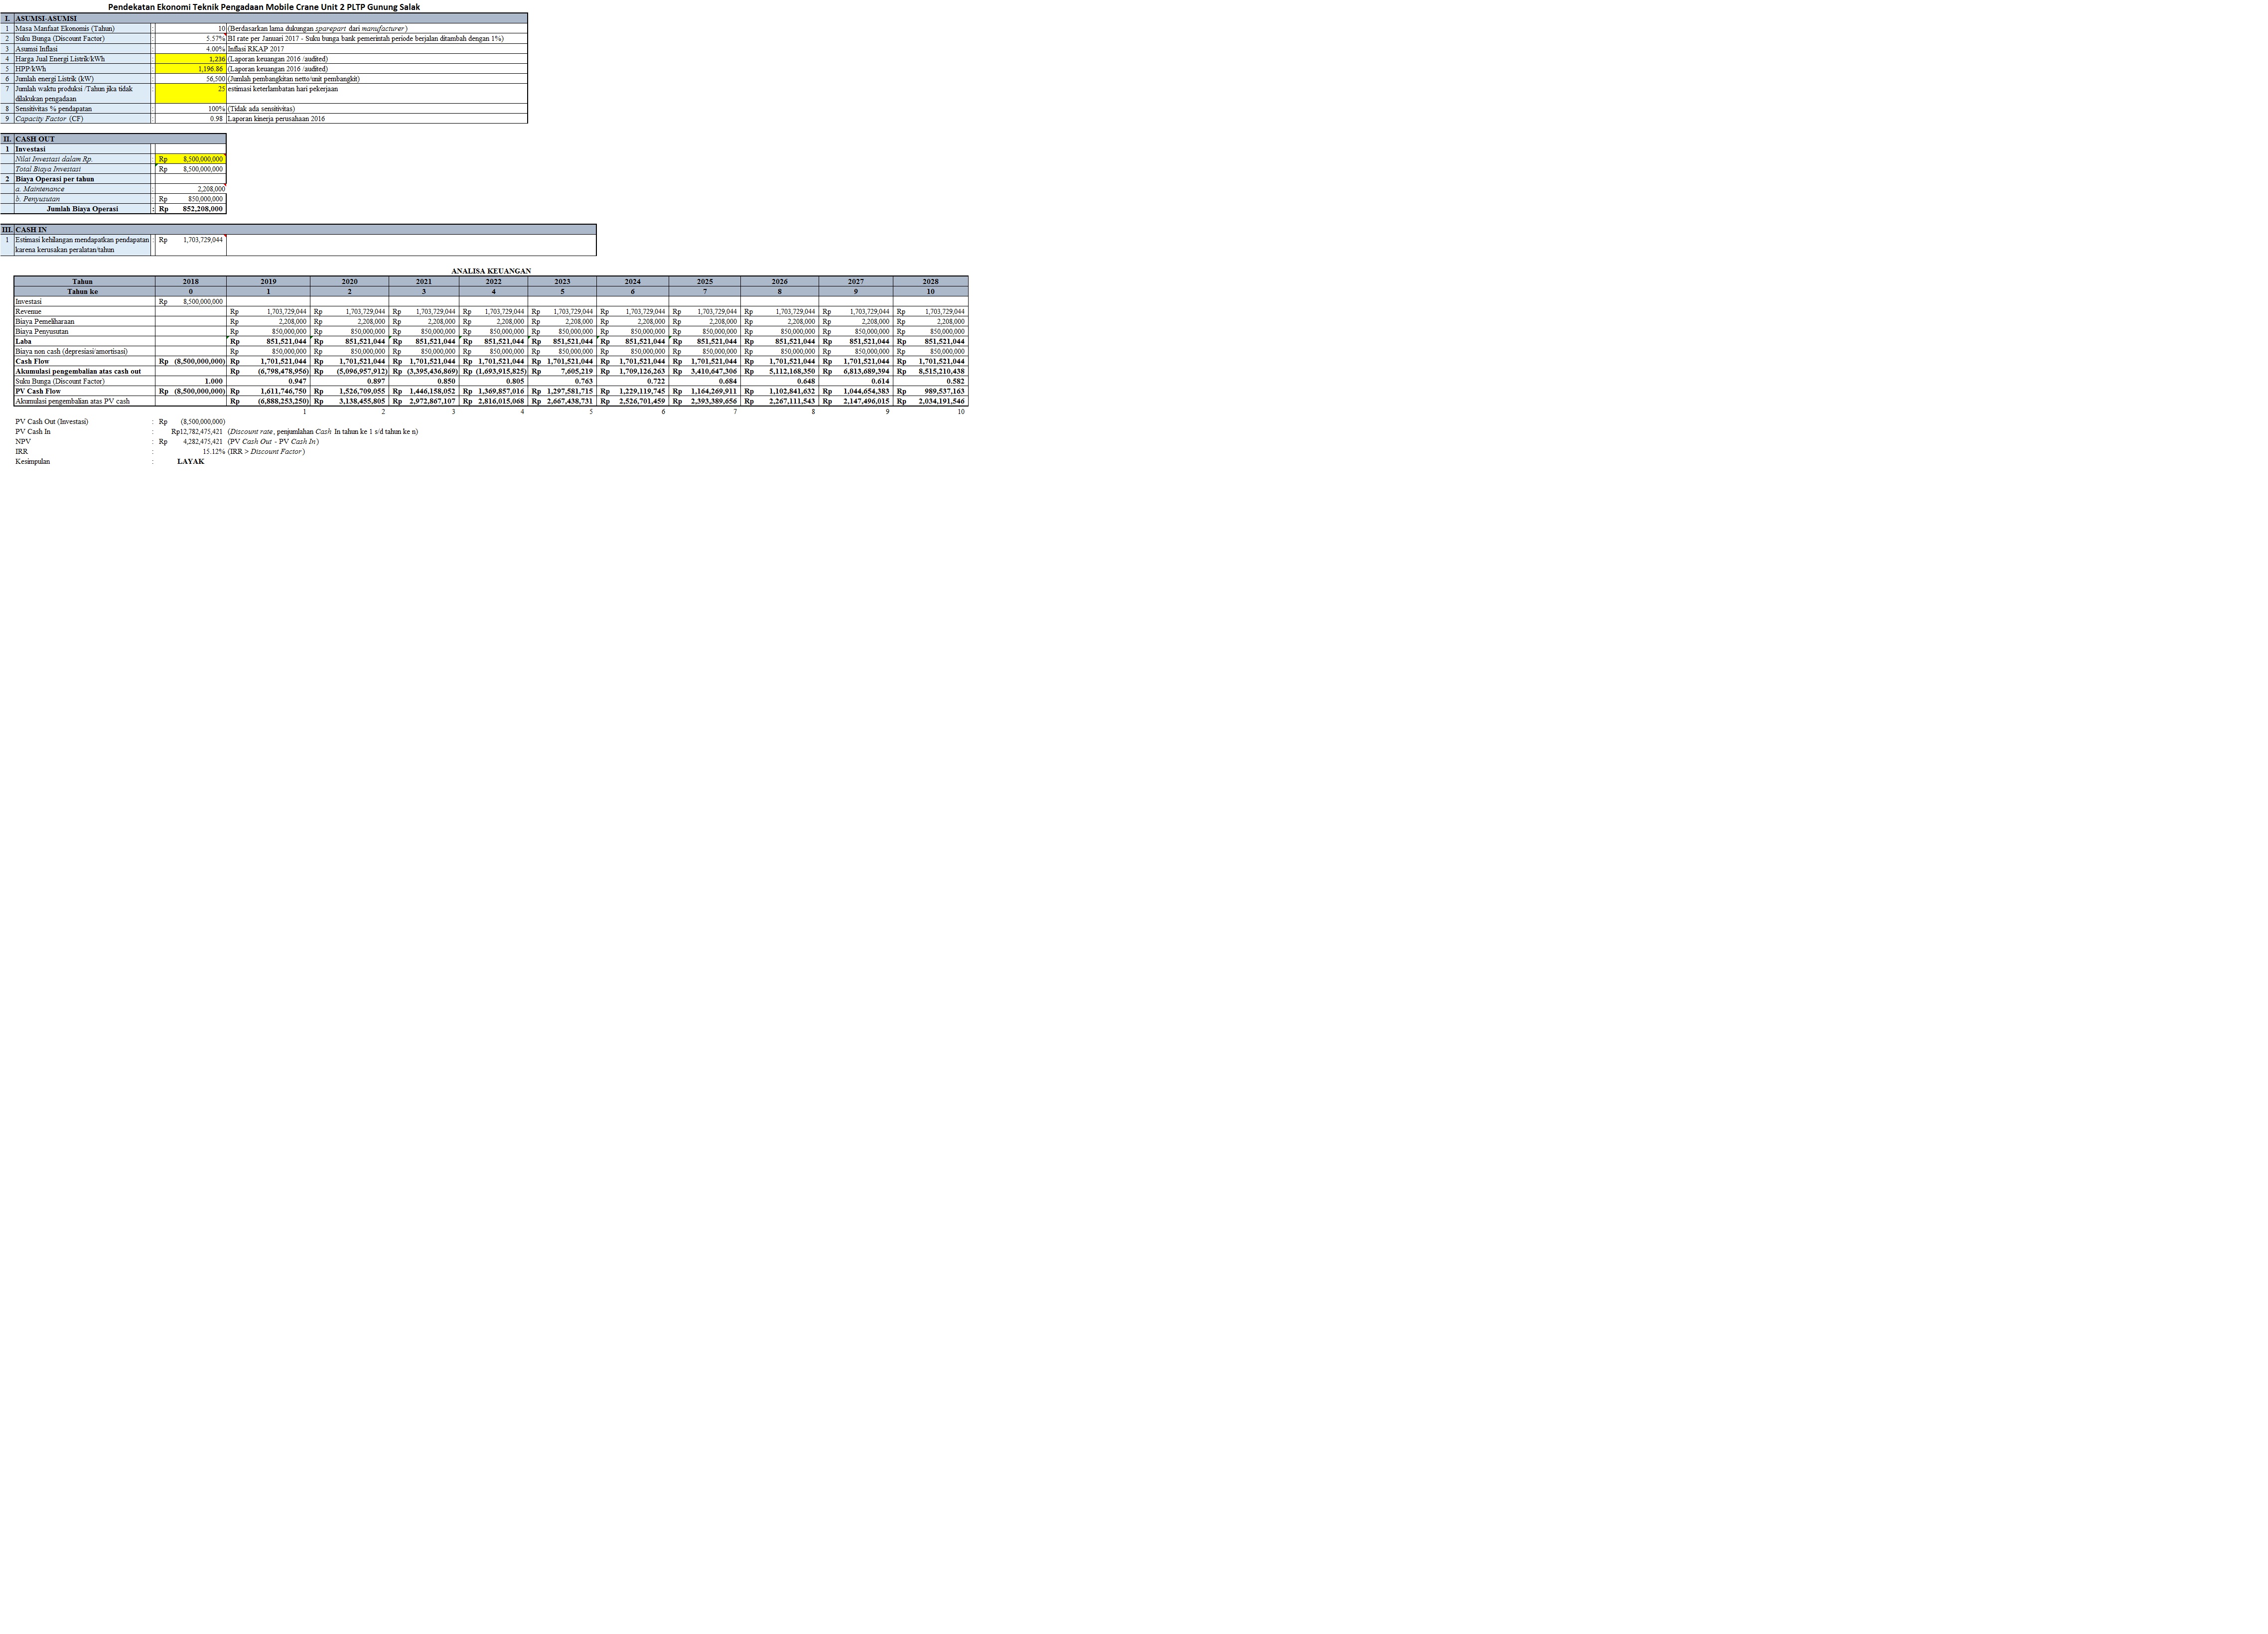 Pendekatan Ekonomi Teknik Pengadaan Mobile Crane Unit 2 PLTP Gunung Salak
I. ASUMSI-ASUMSI
1 Masa Manfaat Ekonomis (Tahun) : 10 (Berdasarkan lama dukungan sparepart dari manufacturer)
2 Suku Bunga (Discount Factor) : 5.57% BI rate per Januari 2017 - Suku bunga bank pemerintah periode berjalan ditambah dengan 1%)
3 Asumsi Inflasi : 4.00% Inflasi RKAP 2017
4 Harga Jual Energi Listrik/kWh : 1,236 (Laporan keuangan 2016 /audited)
5 HPP/kWh : 1,196.86 (Laporan keuangan 2016 /audited)
6 Jumlah energi Listrik (kW) : 56,500 (Jumlah pembangkitan netto/unit pembangkit)
7 Jumlah waktu produksi /Tahun jika tidak : 25 estimasi keterlambatan hari pekerjaan
dilakukan pengadaan
8 Sensitivitas % pendapatan : 100% (Tidak ada sensitivitas)
9 Capacity Factor (CF) : 0.98 Laporan kinerja perusahaan 2016
II. CASH OUT
1 Investasi
Nilai Investasi dalam Rp. : Rp 8,500,000,000
Total Biaya Investasi : Rp 8,500,000,000
2 Biaya Operasi per tahun
a. Maintenance : 2,208,000
b. Penyusutan : Rp 850,000,000
Jumlah Biaya Operasi : Rp 852,208,000
III. CASH IN
1 Estimasi kehilangan mendapatkan pendapatan : Rp 1,703,729,044
karena kerusakan peralatan/tahun
ANALISA KEUANGAN
Tahun 2018 2019 2020 2021 2022 2023 2024 2025 2026 2027 2028
Tahun ke 0 1 2 3 4 5 6 7 8 9 10
Investasi Rp 8,500,000,000
Revenue Rp 1,703,729,044 Rp 1,703,729,044 Rp 1,703,729,044 Rp 1,703,729,044 Rp 1,703,729,044 Rp 1,703,729,044 Rp 1,703,729,044 Rp 1,703,729,044 Rp 1,703,729,044 Rp 1,703,729,044
Biaya Pemeliharaan Rp 2,208,000 Rp 2,208,000 Rp 2,208,000 Rp 2,208,000 Rp 2,208,000 Rp 2,208,000 Rp 2,208,000 Rp 2,208,000 Rp 2,208,000 Rp 2,208,000
Biaya Penyusutan Rp 850,000,000 Rp 850,000,000 Rp 850,000,000 Rp 850,000,000 Rp 850,000,000 Rp 850,000,000 Rp 850,000,000 Rp 850,000,000 Rp 850,000,000 Rp 850,000,000
Laba Rp 851,521,044 Rp 851,521,044 Rp 851,521,044 Rp 851,521,044 Rp 851,521,044 Rp 851,521,044 Rp 851,521,044 Rp 851,521,044 Rp 851,521,044 Rp 851,521,044
Biaya non cash (depresiasi/amortisasi) Rp 850,000,000 Rp 850,000,000 Rp 850,000,000 Rp 850,000,000 Rp 850,000,000 Rp 850,000,000 Rp 850,000,000 Rp 850,000,000 Rp 850,000,000 Rp 850,000,000
Cash Flow Rp (8,500,000,000) Rp 1,701,521,044 Rp 1,701,521,044 Rp 1,701,521,044 Rp 1,701,521,044 Rp 1,701,521,044 Rp 1,701,521,044 Rp 1,701,521,044 Rp 1,701,521,044 Rp 1,701,521,044 Rp 1,701,521,044
Akumulasi pengembalian atas cash out Rp (6,798,478,956) Rp (5,096,957,912) Rp (3,395,436,869) Rp (1,693,915,825) Rp 7,605,219 Rp 1,709,126,263 Rp 3,410,647,306 Rp 5,112,168,350 Rp 6,813,689,394 Rp 8,515,210,438
Suku Bunga (Discount Factor) 1.000 0.947 0.897 0.850 0.805 0.763 0.722 0.684 0.648 0.614 0.582
PV Cash Flow Rp (8,500,000,000) Rp 1,611,746,750 Rp 1,526,709,055 Rp 1,446,158,052 Rp 1,369,857,016 Rp 1,297,581,715 Rp 1,229,119,745 Rp 1,164,269,911 Rp 1,102,841,632 Rp 1,044,654,383 Rp 989,537,163
Akumulasi pengembalian atas PV cash Rp (6,888,253,250) Rp 3,138,455,805 Rp 2,972,867,107 Rp 2,816,015,068 Rp 2,667,438,731 Rp 2,526,701,459 Rp 2,393,389,656 Rp 2,267,111,543 Rp 2,147,496,015 Rp 2,034,191,546
1 2 3 4 5 6 7 8 9 10
PV Cash Out (Investasi) : Rp (8,500,000,000)
PV Cash In : Rp12,782,475,421 (Discount rate, penjumlahan Cash In tahun ke 1 s/d tahun ke n)
NPV : Rp 4,282,475,421 (PV Cash Out - PV Cash In)
IRR : 15.12% (IRR > Discount Factor)
Kesimpulan : LAYAK